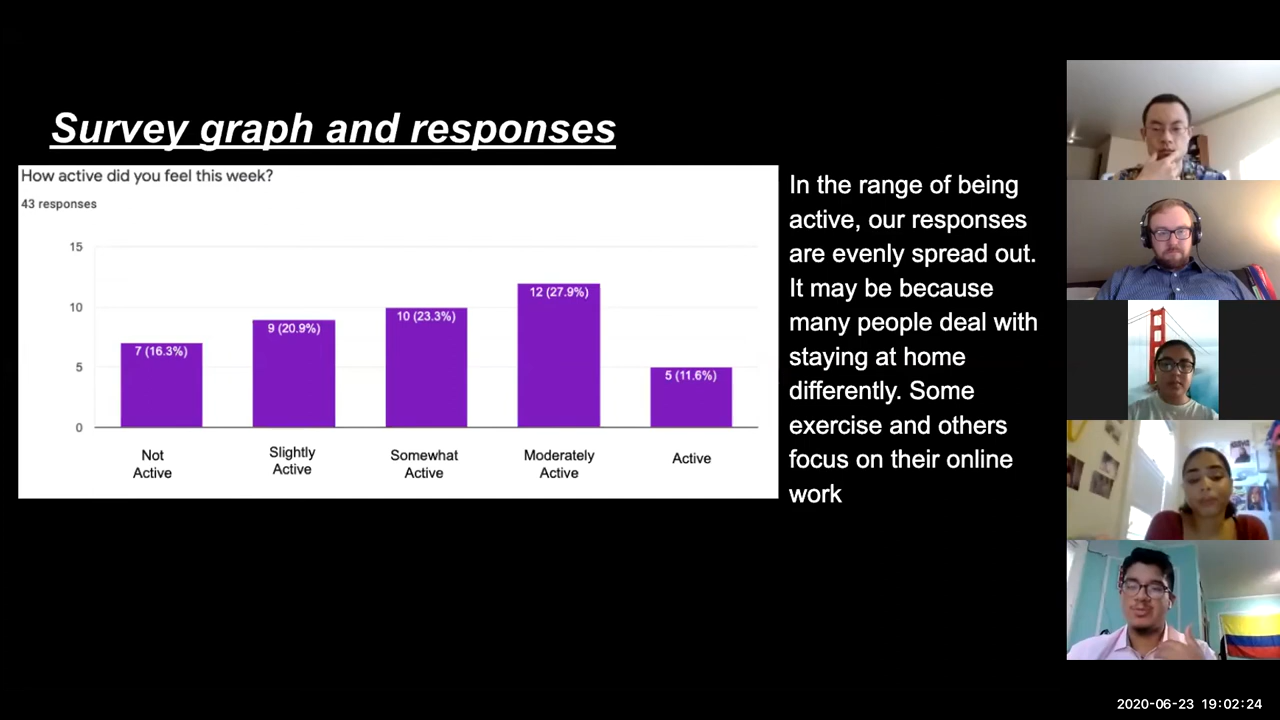 Survey graph and responses
How active did you feel this week?
43 responses
15
10
5
0
7 (16.3%)
9 (20.9%)
10 (23.3%)
12 (27.9%)
5 (11.6%)
Not
Active
Slightly
Active
Somewhat
Active
Moderately
Active
Active
In the range of being
active, our responses
are evenly spread out.
It may be because
many people deal with
staying at home
differently. Some
exercise and others
focus on their online
work
2020-06-23 19:02:24